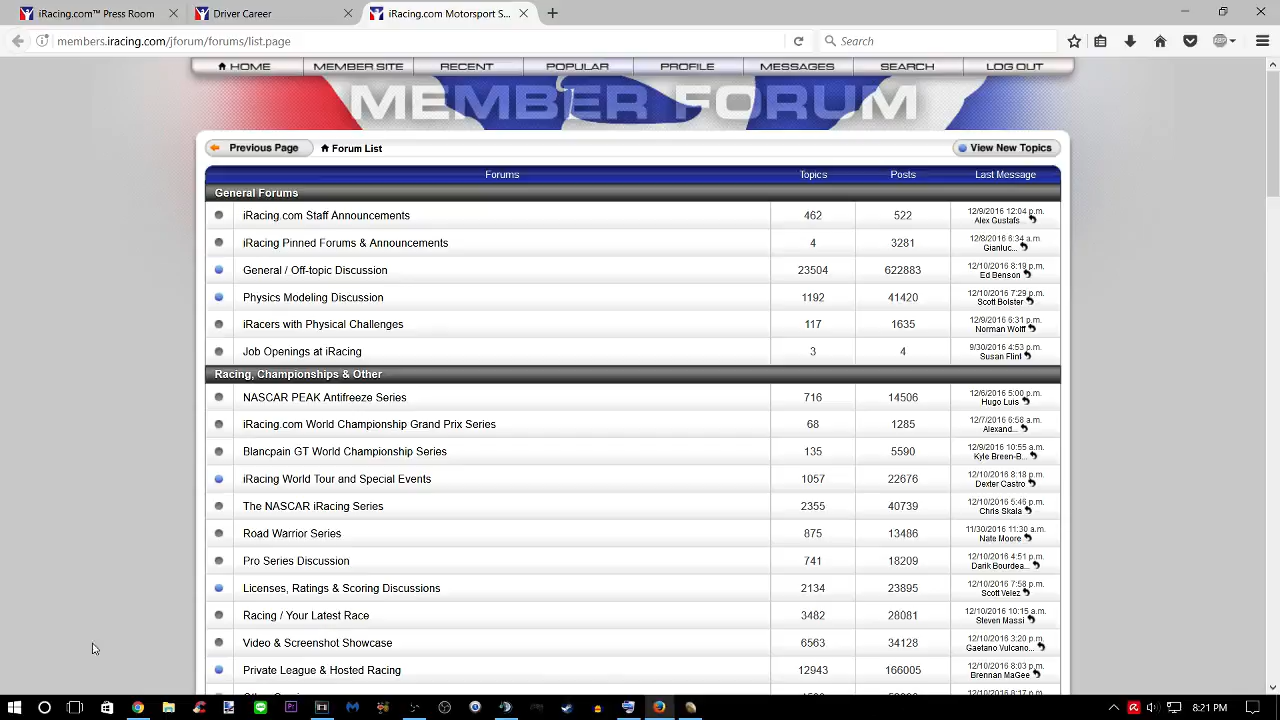 iRacing.com™ Press Room
Driver Career
iRacing.com Motorsport S...
members.iracing.com/jforum/forums/list.page
Search
HOME
MEMBER SITE
RECENT
POPULAR
PROFILE
MESSAGES
SEARCH
LOG OUT
MEMBER FORUM
Previous Page
Forum List
View New Topics
Forums Topics Posts Last Message
General Forums
iRacing.com Staff Announcements 462 522 12/9/2016 12:04 p.m.
Alex Gustafs...
iRacing Pinned Forums & Announcements 4 3281 12/8/2016 6:34 a.m.
Gianluc...
General / Off-topic Discussion 23504 622883 12/10/2016 8:19 p.m.
Ed Benson
Physics Modeling Discussion 1192 41420 12/10/2016 7:29 p.m.
Scott Bolster
iRacers with Physical Challenges 117 1635 12/9/2016 6:31 p.m.
Norman Wolff
Job Openings at iRacing 3 4 9/30/2016 4:53 p.m.
Susan Flint
Racing, Championships & Other
NASCAR PEAK Antifreeze Series 716 14506 12/6/2016 5:00 p.m.
Hugo Luis
iRacing.com World Championship Grand Prix Series 68 1285 12/7/2016 6:58 a.m.
Alexand...
Blancpain GT World Championship Series 135 5590 12/9/2016 10:55 a.m.
Kyle Breen-B...
iRacing World Tour and Special Events 1057 22676 12/10/2016 8:18 p.m.
Dexter Castro
The NASCAR iRacing Series 2355 40739 12/10/2016 5:46 p.m.
Chris Skala
Road Warrior Series 875 13486 11/30/2016 11:30 a.m.
Nate Moore
Pro Series Discussion 741 18209 12/10/2016 4:51 p.m.
Darik Bourdea...
Licenses, Ratings & Scoring Discussions 2134 23895 12/10/2016 7:58 p.m.
Scott Velez
Racing / Your Latest Race 3482 28081 12/10/2016 10:15 a.m.
Steven Massi
Video & Screenshot Showcase 6563 34128 12/10/2016 3:20 p.m.
Gaetano Vulcano...
Private League & Hosted Racing 12943 166005 12/10/2016 8:03 p.m.
Brennan MaGee
8:21 PM